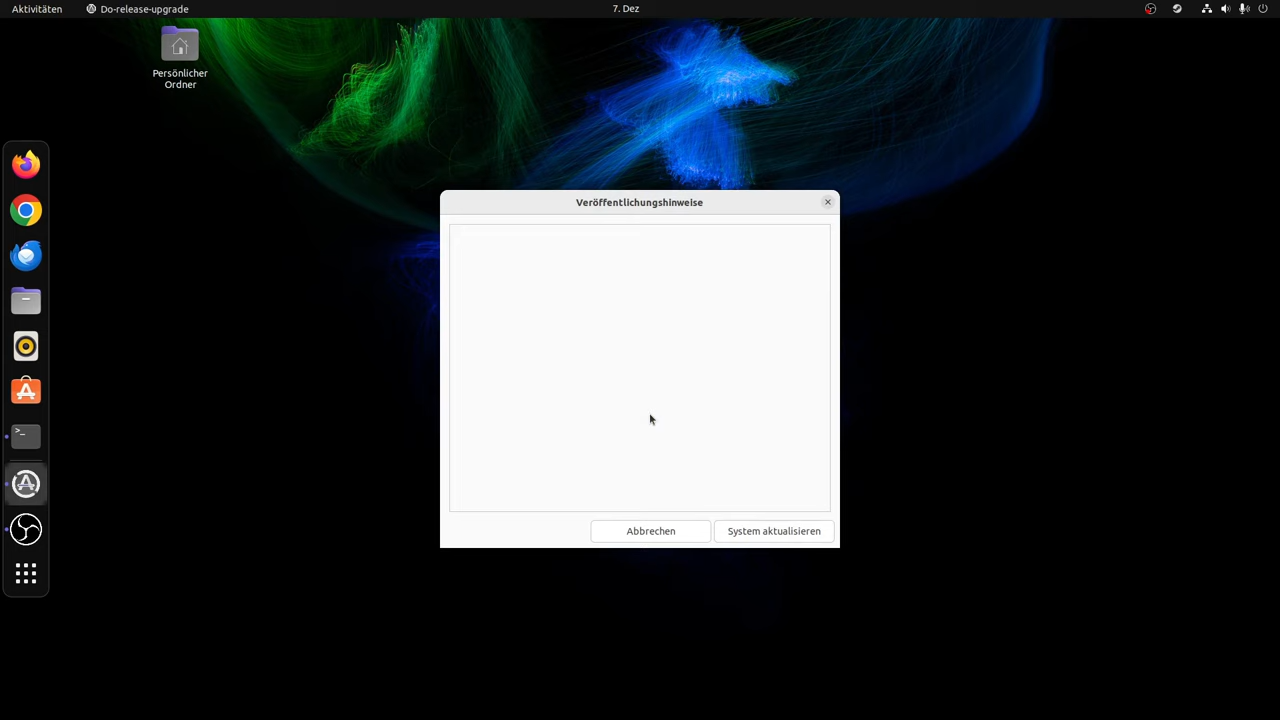 Aktivitäten
Do-release-upgrade
7. Dez
Persönlicher
Ordner
Veröffentlichungshinweise
Abbrechen
System aktualisieren